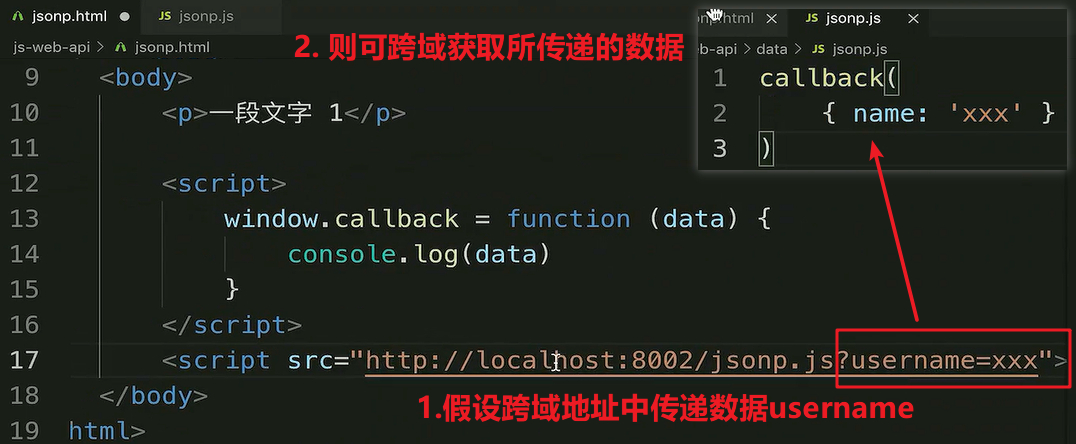 jsonp.html
JS jsonp.js
js-web-api > jsonp.html
2. 则可跨域获取所传递的数据
html
JS jsonp.js
eb-api > data > JS jsonp.js
1 callback(
2 { name: 'xxx' }
3 )
9 <body>
10 <p>一段文字 1</p>
11
12 <script>
13 window.callback = function (data) {
14 console.log(data)
15 }
16 </script>
17 <script src="http://localhost:8002/jsonp.js?username=xxx">
18 </body>
1.假设跨域地址中传递数据username
19 html>